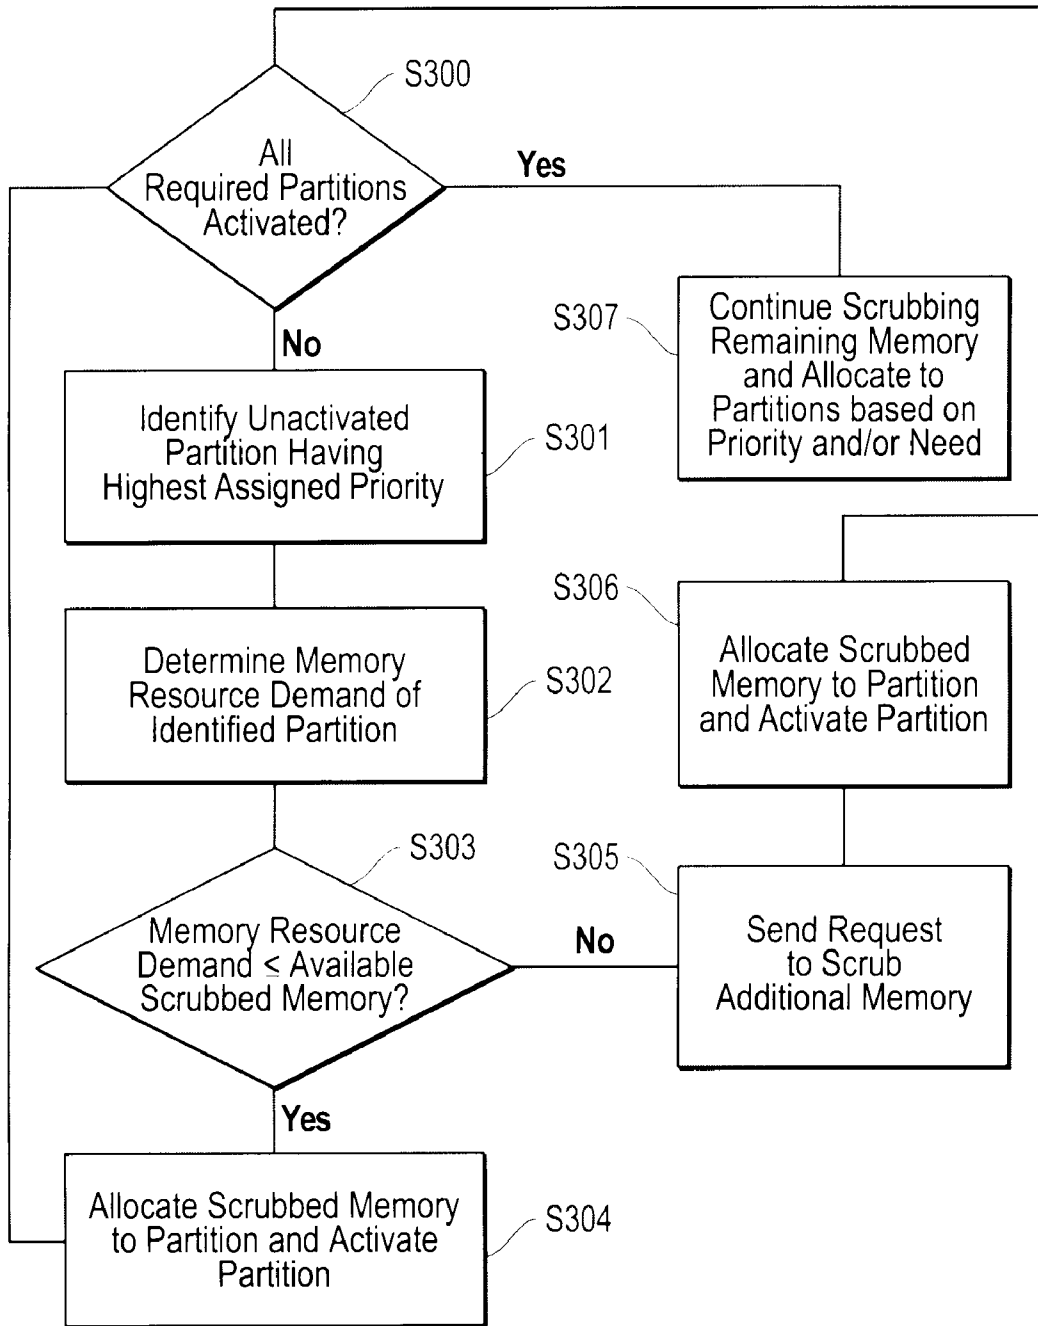 S300
All
Required Partitions
Activated?
Yes
No
S307
Continue Scrubbing
Remaining Memory
and Allocate to
Partitions based on
Priority and/or Need
Identify Unactivated
Partition Having
Highest Assigned Priority
S301
S306
Allocate Scrubbed
Memory to Partition
and Activate Partition
Determine Memory
Resource Demand of
Identified Partition
S302
S303
Memory Resource
Demand ≤ Available
Scrubbed Memory?
No
S305
Send Request
to Scrub
Additional Memory
Yes
Allocate Scrubbed Memory
to Partition and Activate
Partition
S304